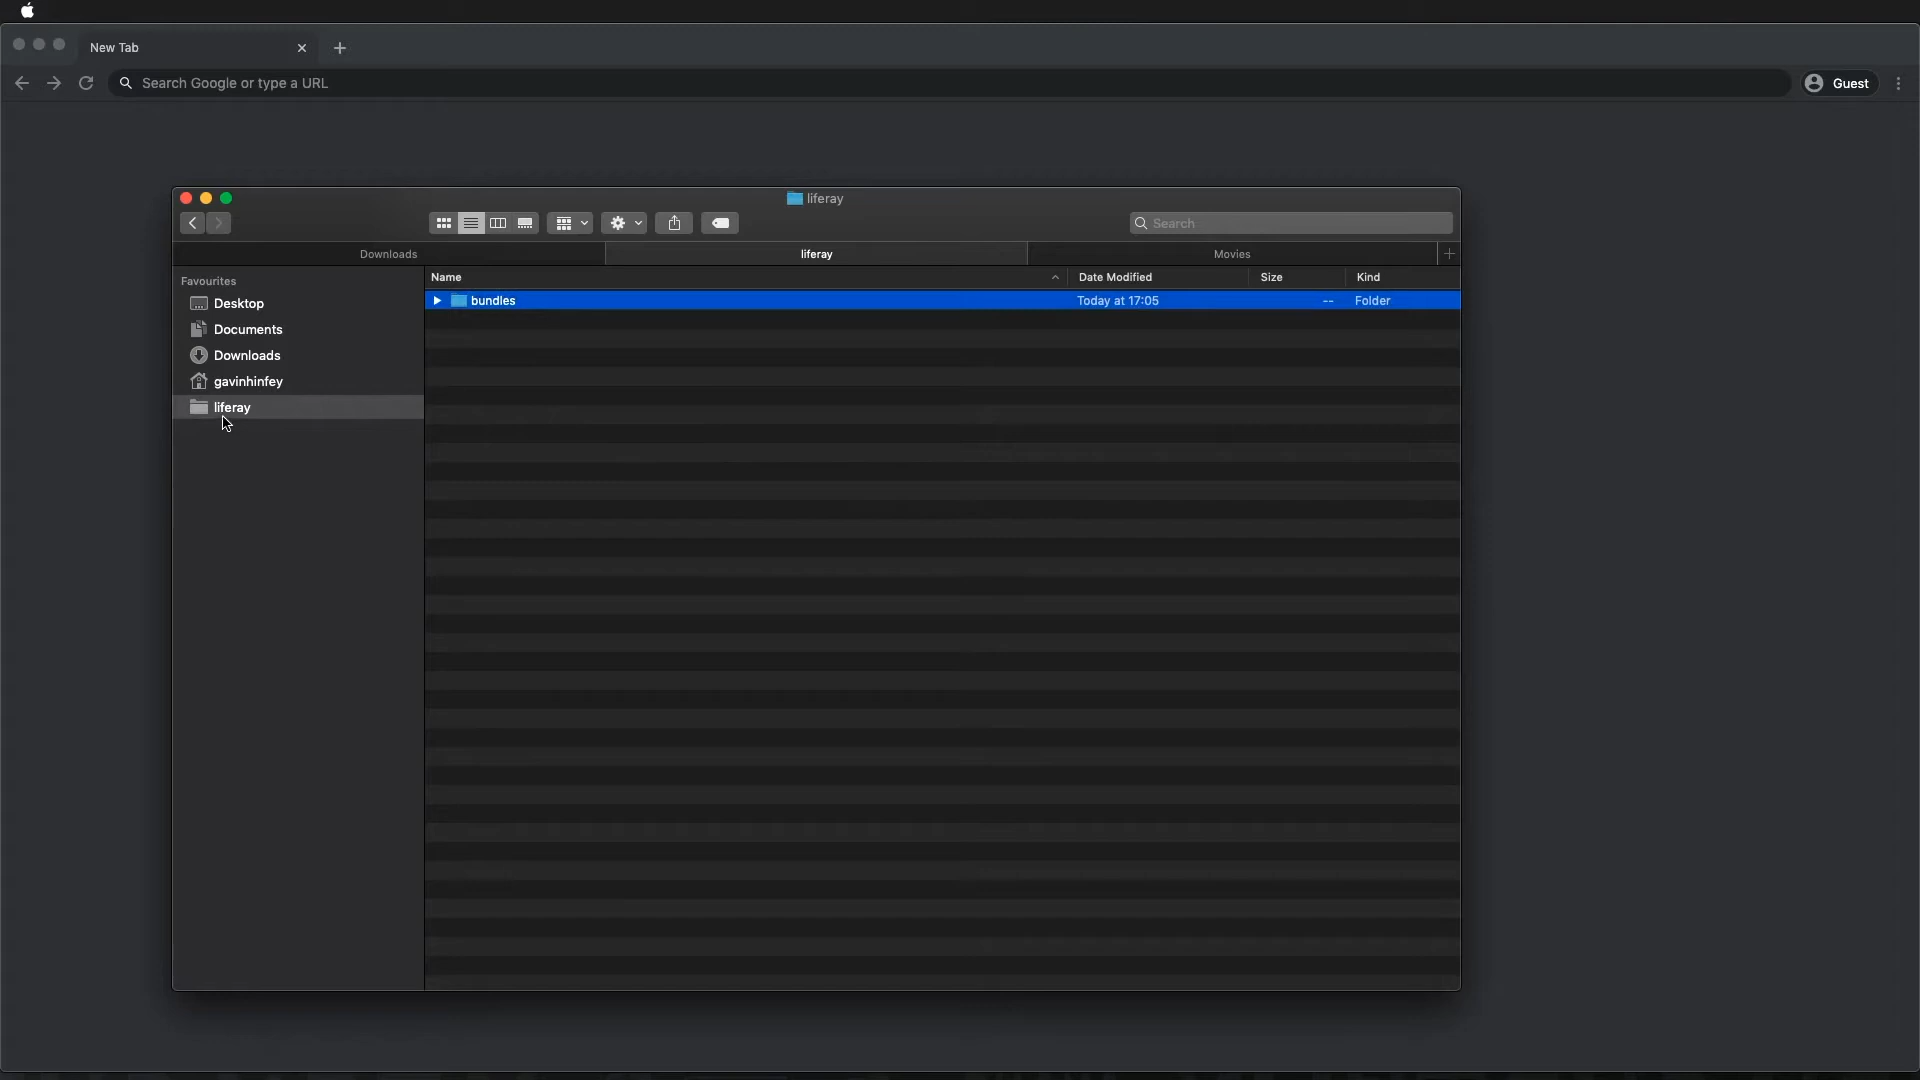 New Tab
Search Google or type a URL
Guest
liferay
Search
Downloads
liferay
Movies
Favourites
Name
Date Modified
Size
Kind
Desktop
bundles
Today at 17:05
--
Folder
Documents
Downloads
gavinhinfey
liferay